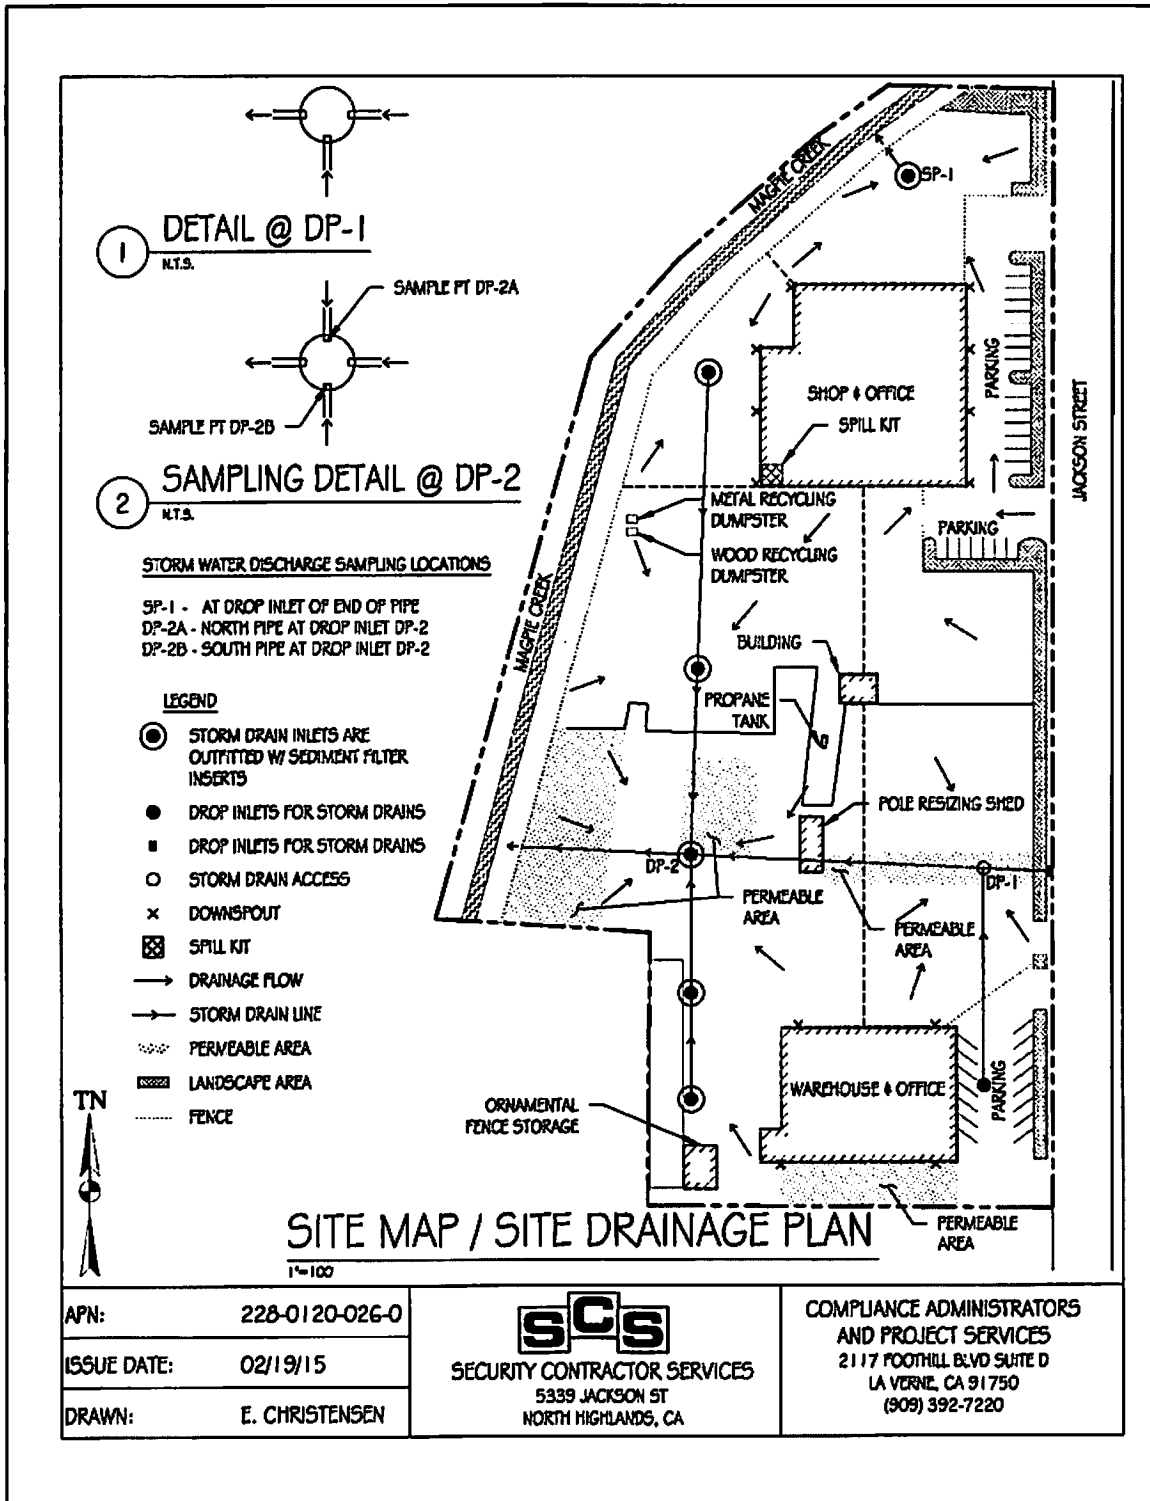 DETAIL @ DP-1
1
N.T.S.
SAMPLE PT DP-2A
SAMPLE PT DP-2B
SAMPLING DETAIL @ DP-2
2
N.T.S.
STORM WATER DISCHARGE SAMPLING LOCATIONS
SP-1 - AT DROP INLET OF END OF PIPE
DP-2A - NORTH PIPE AT DROP INLET DP-2
DP-2B - SOUTH PIPE AT DROP INLET DP-2
LEGEND
STORM DRAIN INLETS ARE
OUTFITTED W/ SEDIMENT FILTER
INSERTS
DROP INLETS FOR STORM DRAINS
DROP INLETS FOR STORM DRAINS
STORM DRAIN ACCESS
DOWNSPOUT
SPILL KIT
DRAINAGE FLOW
STORM DRAIN LINE
PERMEABLE AREA
LANDSCAPE AREA
FENCE
TN
MAGPIE CREEK
SP-1
SHOP & OFFICE
SPILL KIT
PARKING
JACKSON STREET
METAL RECYCLING
DUMPSTER
WOOD RECYCLING
DUMPSTER
PARKING
MAGPIE CREEK
BUILDING
PROPANE
TANK
POLE RESIZING SHED
DP-2
DP-1
PERMEABLE
AREA
PERMEABLE
AREA
WAREHOUSE & OFFICE
PARKING
ORNAMENTAL
FENCE STORAGE
PERMEABLE
AREA
SITE MAP / SITE DRAINAGE PLAN
1"=100
APN: 228-0120-026-0
ISSUE DATE: 02/19/15
DRAWN: E. CHRISTENSEN
SCS
SECURITY CONTRACTOR SERVICES
5339 JACKSON ST
NORTH HIGHLANDS, CA
COMPLIANCE ADMINISTRATORS
AND PROJECT SERVICES
2117 FOOTHILL BLVD SUITE D
LA VERNE, CA 91750
(909) 392-7220